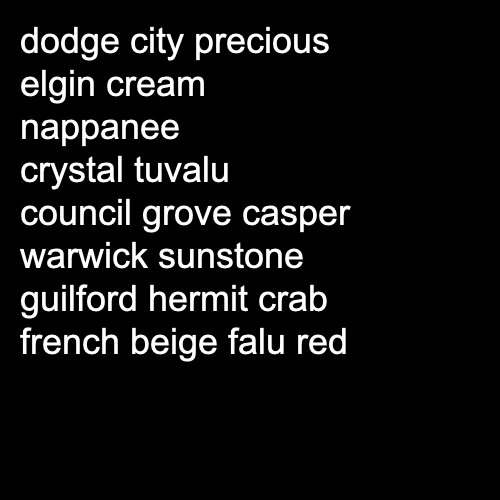 dodge city precious
elgin cream
nappanee
crystal tuvalu
council grove casper
warwick sunstone
guilford hermit crab
french beige falu red